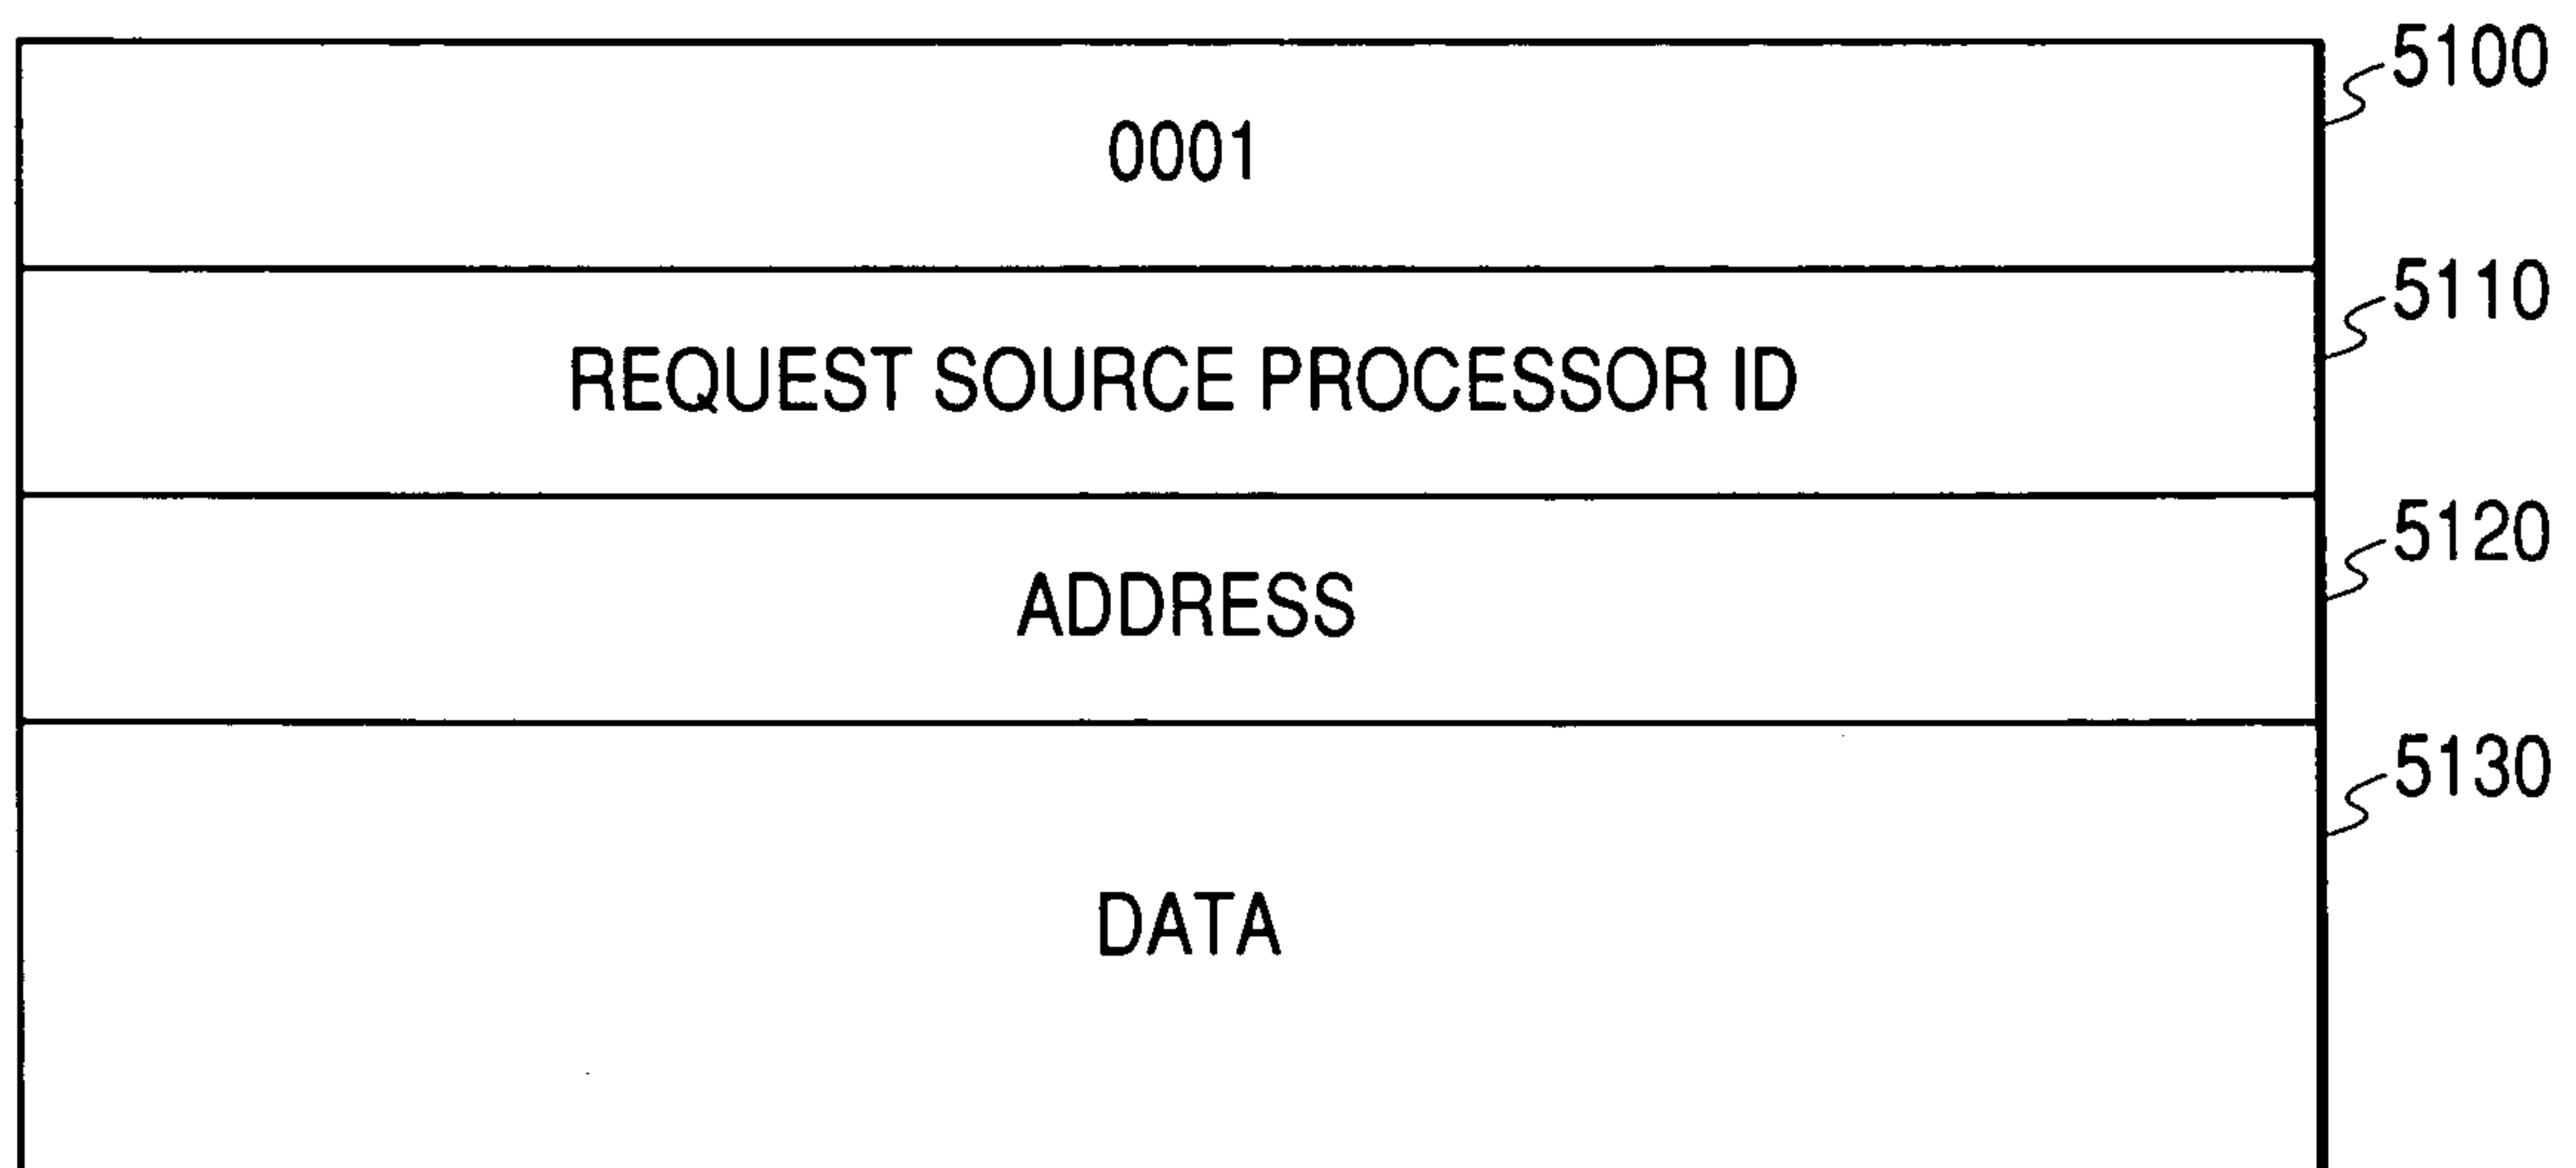 5100
0001
5110
REQUEST SOURCE PROCESSOR ID
5120
ADDRESS
5130
DATA